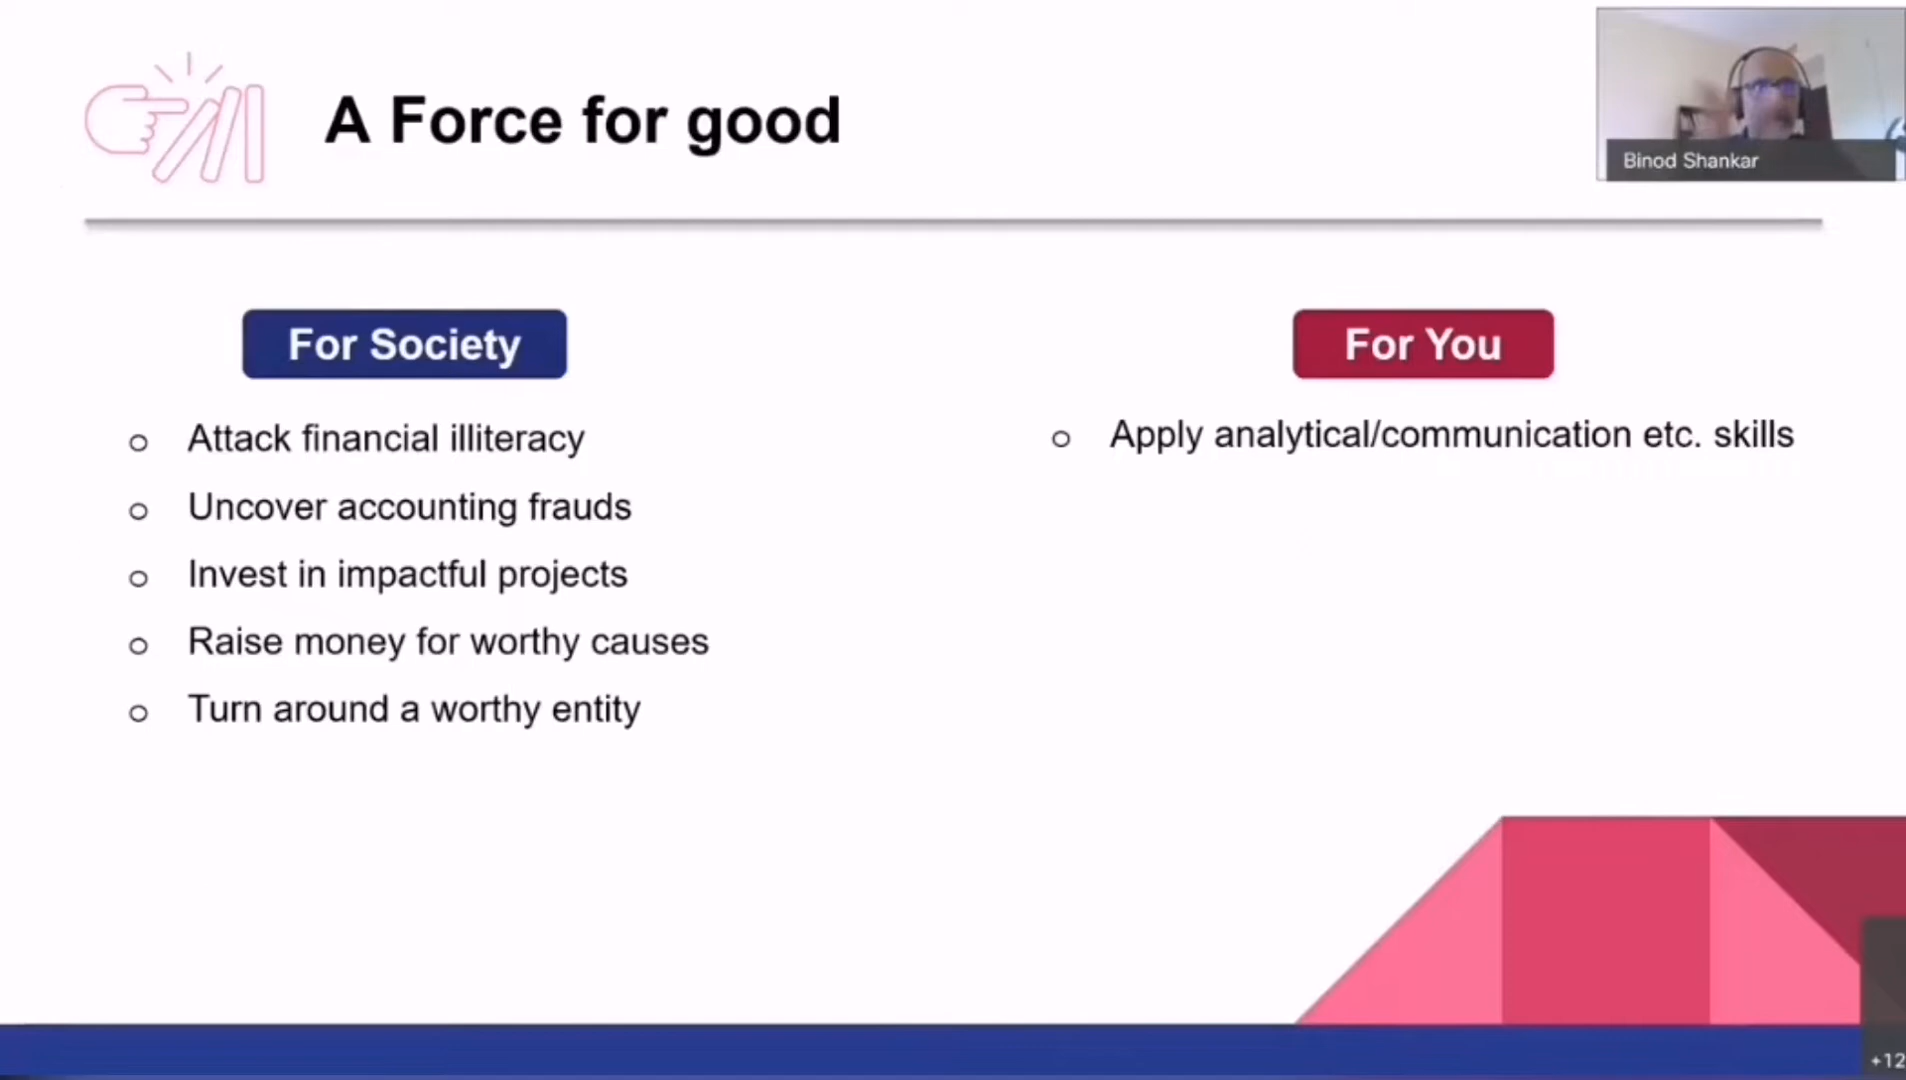 A Force for good
Binod Shankar
For Society
Attack financial illiteracy
Uncover accounting frauds
Invest in impactful projects
Raise money for worthy causes
Turn around a worthy entity
For You
Apply analytical/communication etc. skills
+12